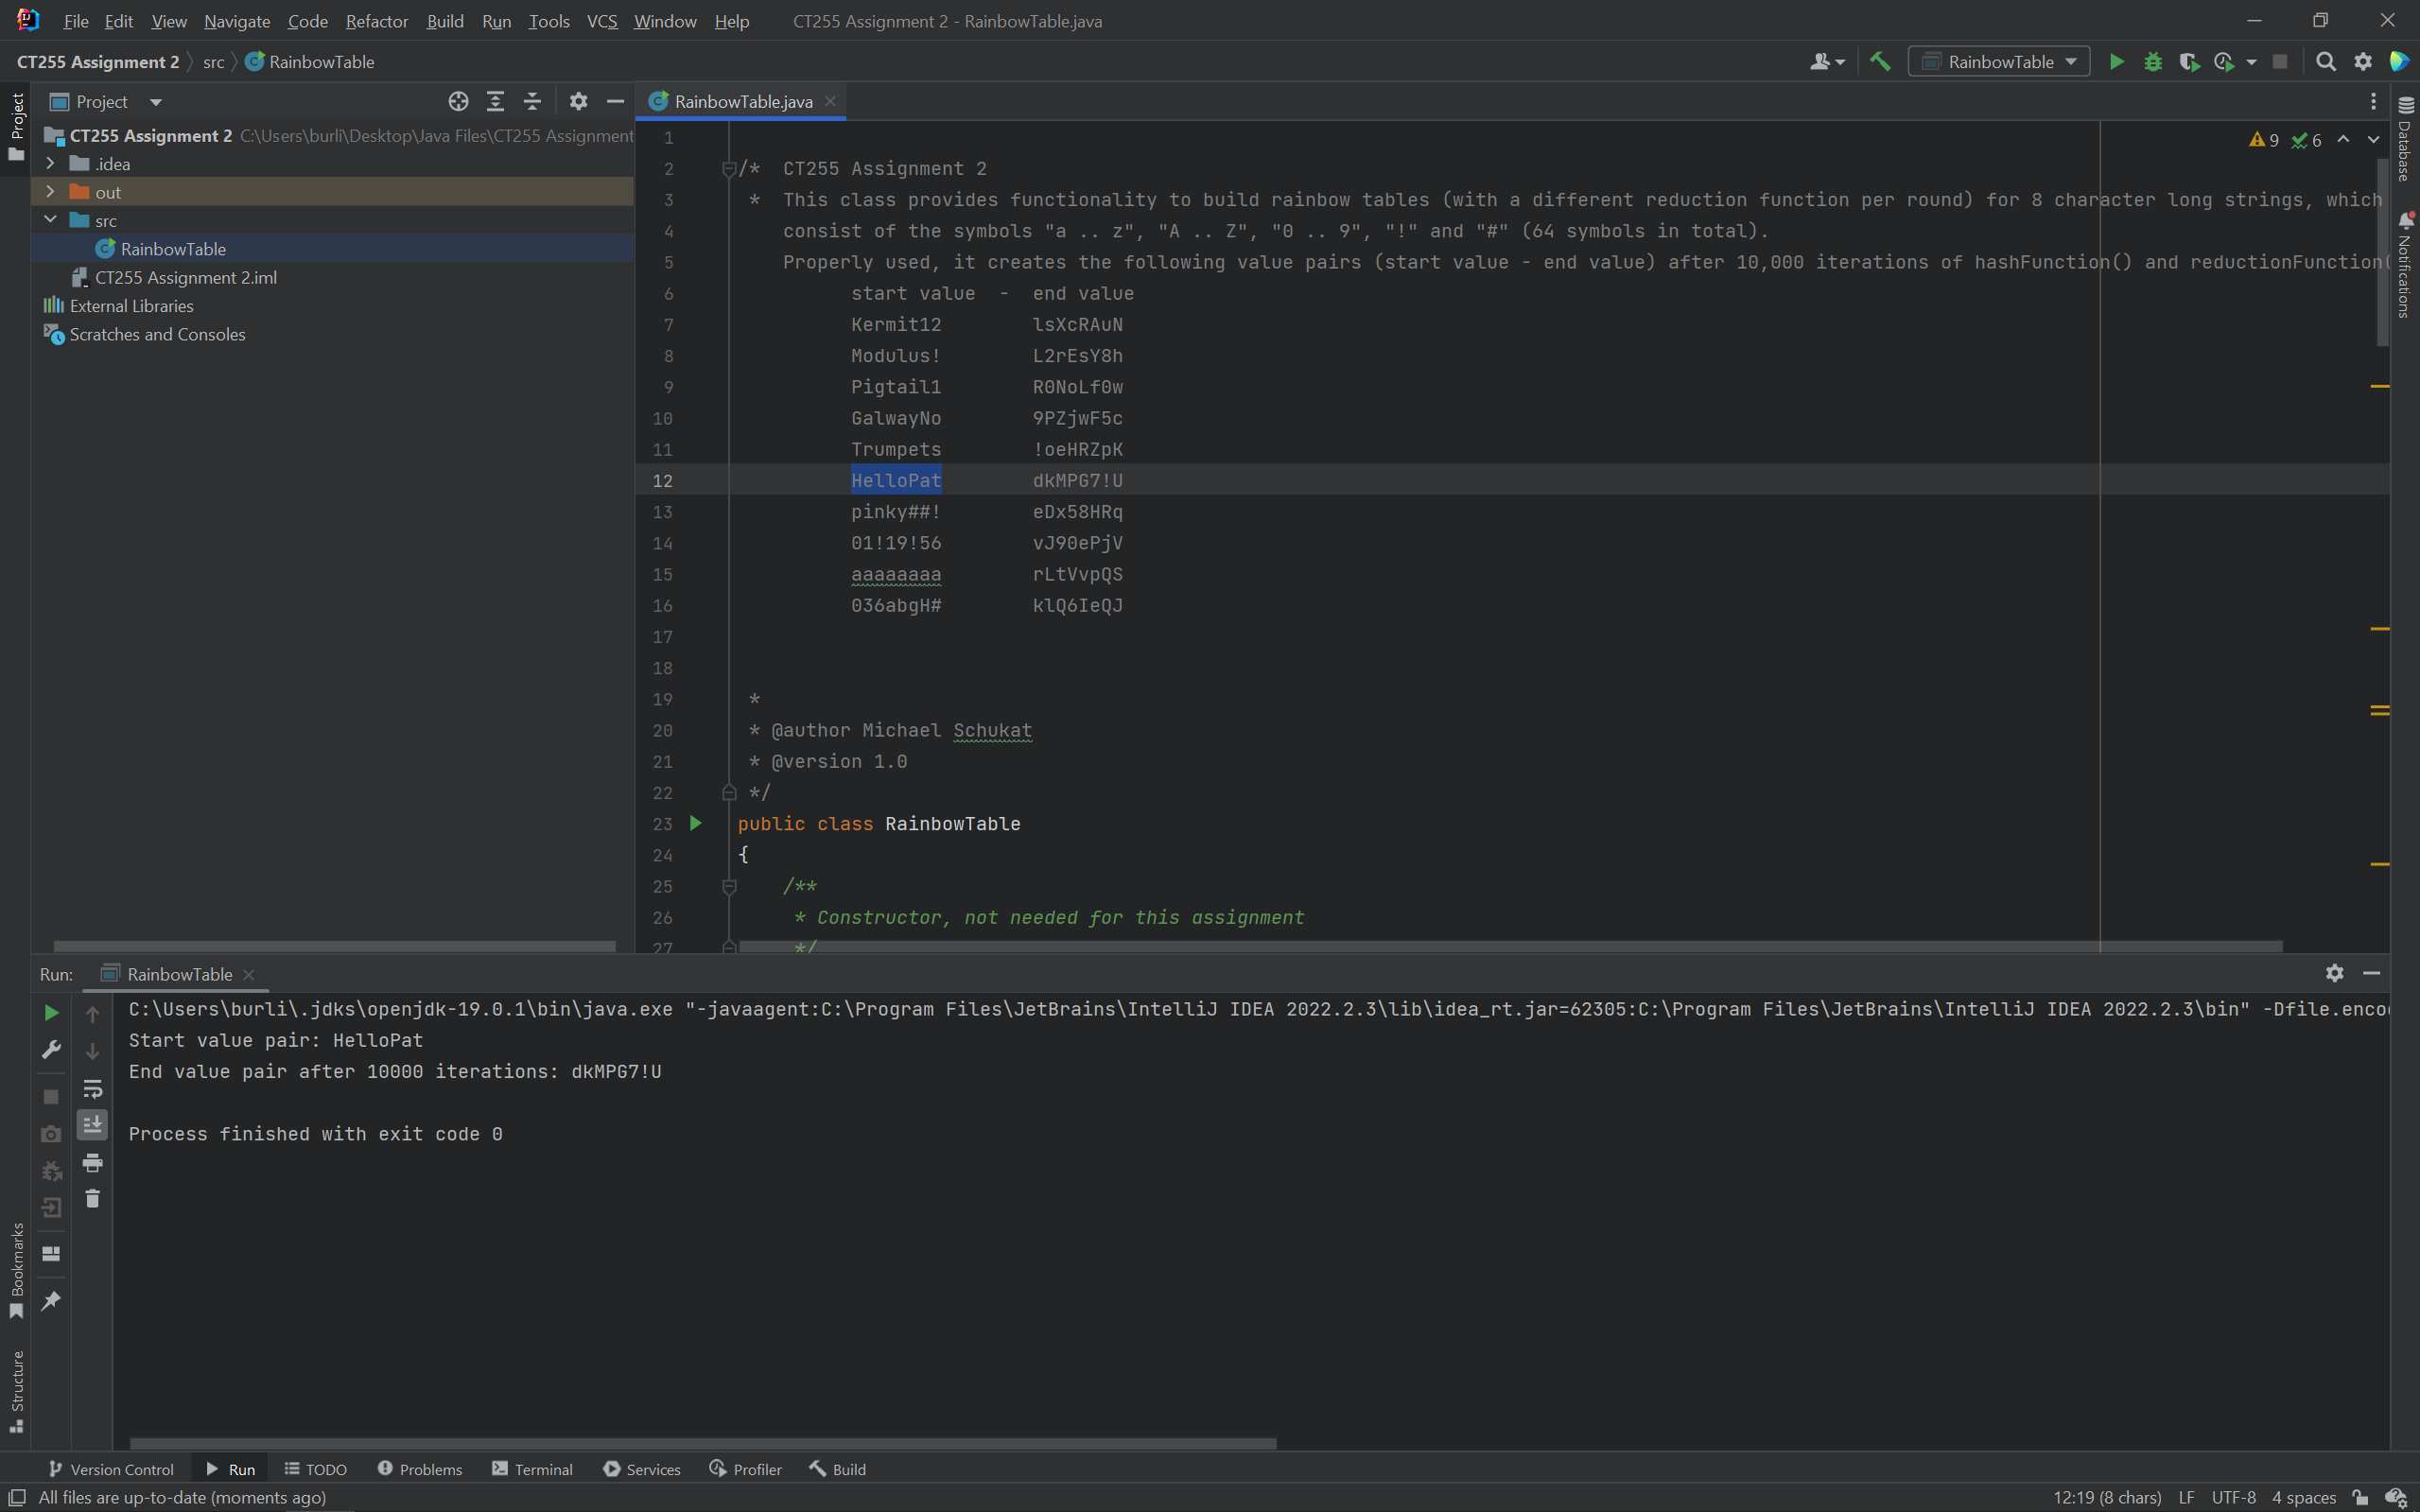 File Edit View Navigate Code Refactor Build Run Tools VCS Window Help CT255 Assignment 2 - RainbowTable.java
CT255 Assignment 2 src RainbowTable RainbowTable
Project
Project
RainbowTable.java
CT255 Assignment 2 C:\Users\burli\Desktop\Java Files\CT255 Assignment
.idea
out
src
RainbowTable
CT255 Assignment 2.iml
External Libraries
Scratches and Consoles
9 6
1
2 /* CT255 Assignment 2
3 * This class provides functionality to build rainbow tables (with a different reduction function per round) for 8 character long strings, which
4 consist of the symbols "a .. z", "A .. Z", "0 .. 9", "!" and "#" (64 symbols in total).
5 Properly used, it creates the following value pairs (start value - end value) after 10,000 iterations of hashFunction() and reductionFunction(
6 start value - end value
7 Kermit12 lsXcRAuN
8 Modulus! L2rEsY8h
9 Pigtail1 R0NoLf0w
10 GalwayNo 9PZjwF5c
11 Trumpets !oeHRZpK
12 HelloPat dkMPG7!U
13 pinky##! eDx58HRq
14 01!19!56 vJ90ePjV
15 aaaaaaaa rLtVvpQS
16 036abgH# klQ6IeQJ
17
18
19 *
20 * @author Michael Schukat
21 * @version 1.0
22 */
23 public class RainbowTable
24 {
25 /**
26 * Constructor, not needed for this assignment
27 */
Database
Notifications
Run: RainbowTable
C:\Users\burli\.jdks\openjdk-19.0.1\bin\java.exe "-javaagent:C:\Program Files\JetBrains\IntelliJ IDEA 2022.2.3\lib\idea_rt.jar=62305:C:\Program Files\JetBrains\IntelliJ IDEA 2022.2.3\bin" -Dfile.enco
Start value pair: HelloPat
End value pair after 10000 iterations: dkMPG7!U
Process finished with exit code 0
Bookmarks
Structure
Version Control Run TODO Problems Terminal Services Profiler Build
All files are up-to-date (moments ago) 12:19 (8 chars) LF UTF-8 4 spaces